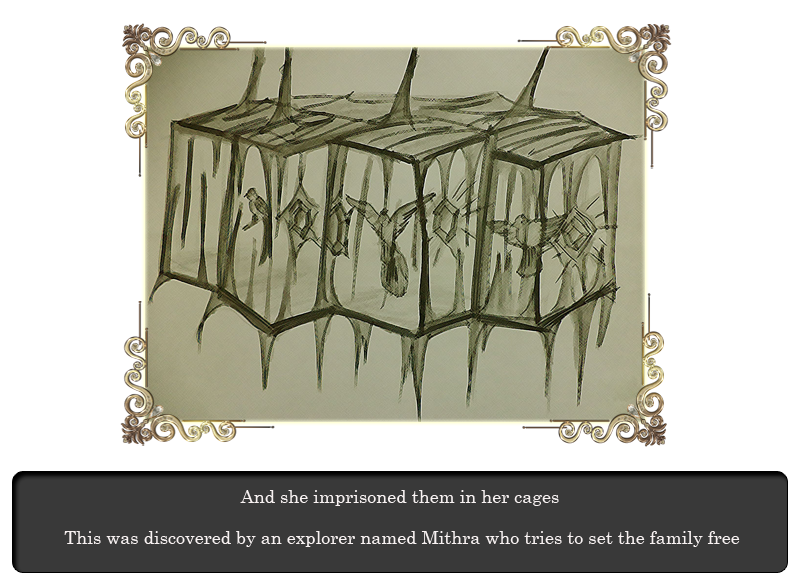 And she imprisoned them in her cages
This was discovered by an explorer named Mithra who tries to set the family free